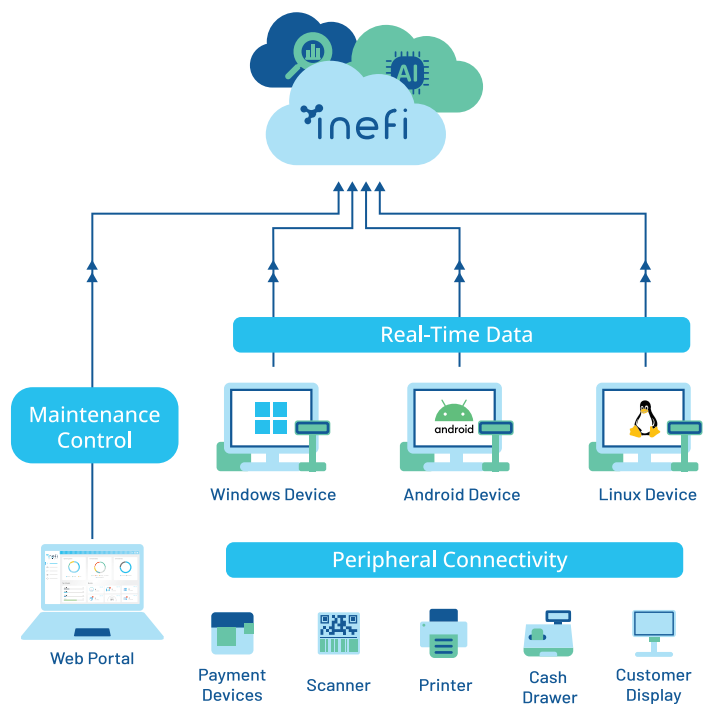 AI
inefi
Real-Time Data
Maintenance
Control
android
Windows Device
Android Device
Linux Device
Peripheral Connectivity
inefi
Web Portal
Payment
Devices
Scanner
Printer
Cash
Drawer
Customer
Display